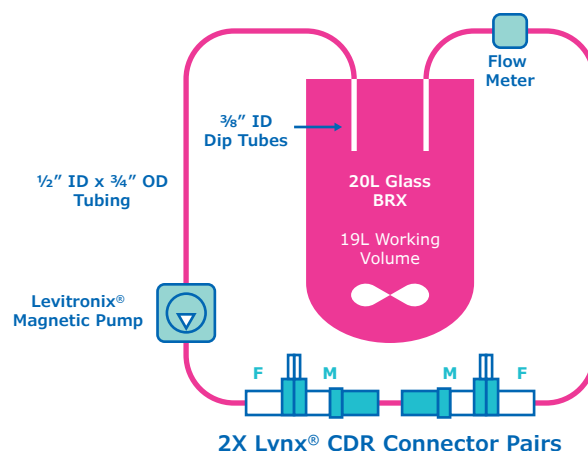 Flow
Meter
⅜″ ID
Dip Tubes
½″ ID x ¾″ OD
Tubing
20L Glass
BRX
19L Working
Volume
Levitronix®
Magnetic Pump
F M M F
2X Lynx® CDR Connector Pairs